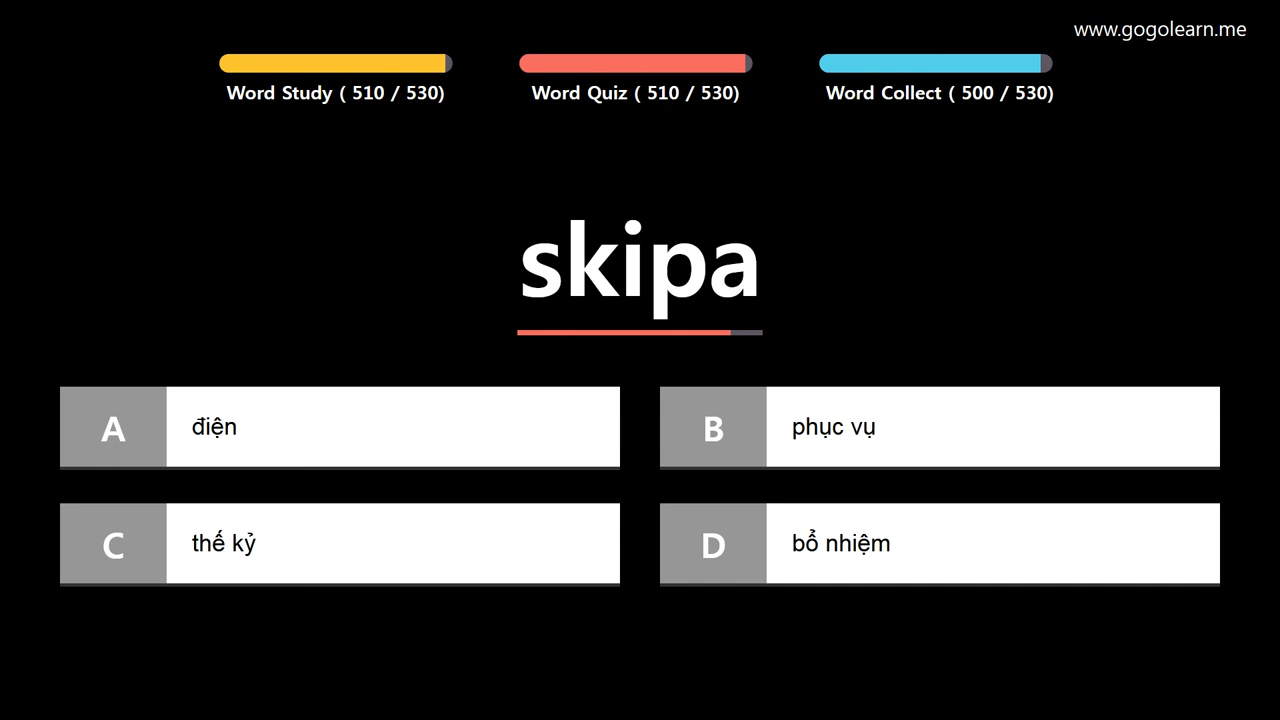 www.gogolearn.me
Word Study ( 510 / 530)
Word Quiz ( 510 / 530)
Word Collect ( 500 / 530)
skipa
A
điện
B
phục vụ
C
thế kỷ
D
bổ nhiệm